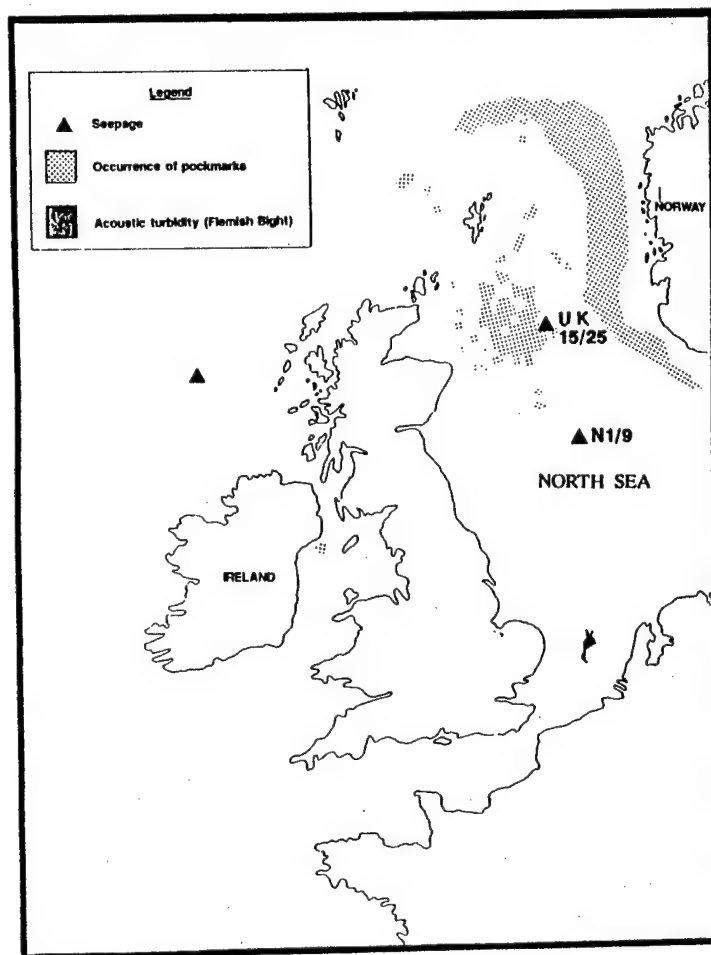 Legend
Seepage
Occurrence of pockmarks
Acoustic turbidity (Flemish Bight)
NORWAY
U K
15/25
N1/9
NORTH SEA
IRELAND